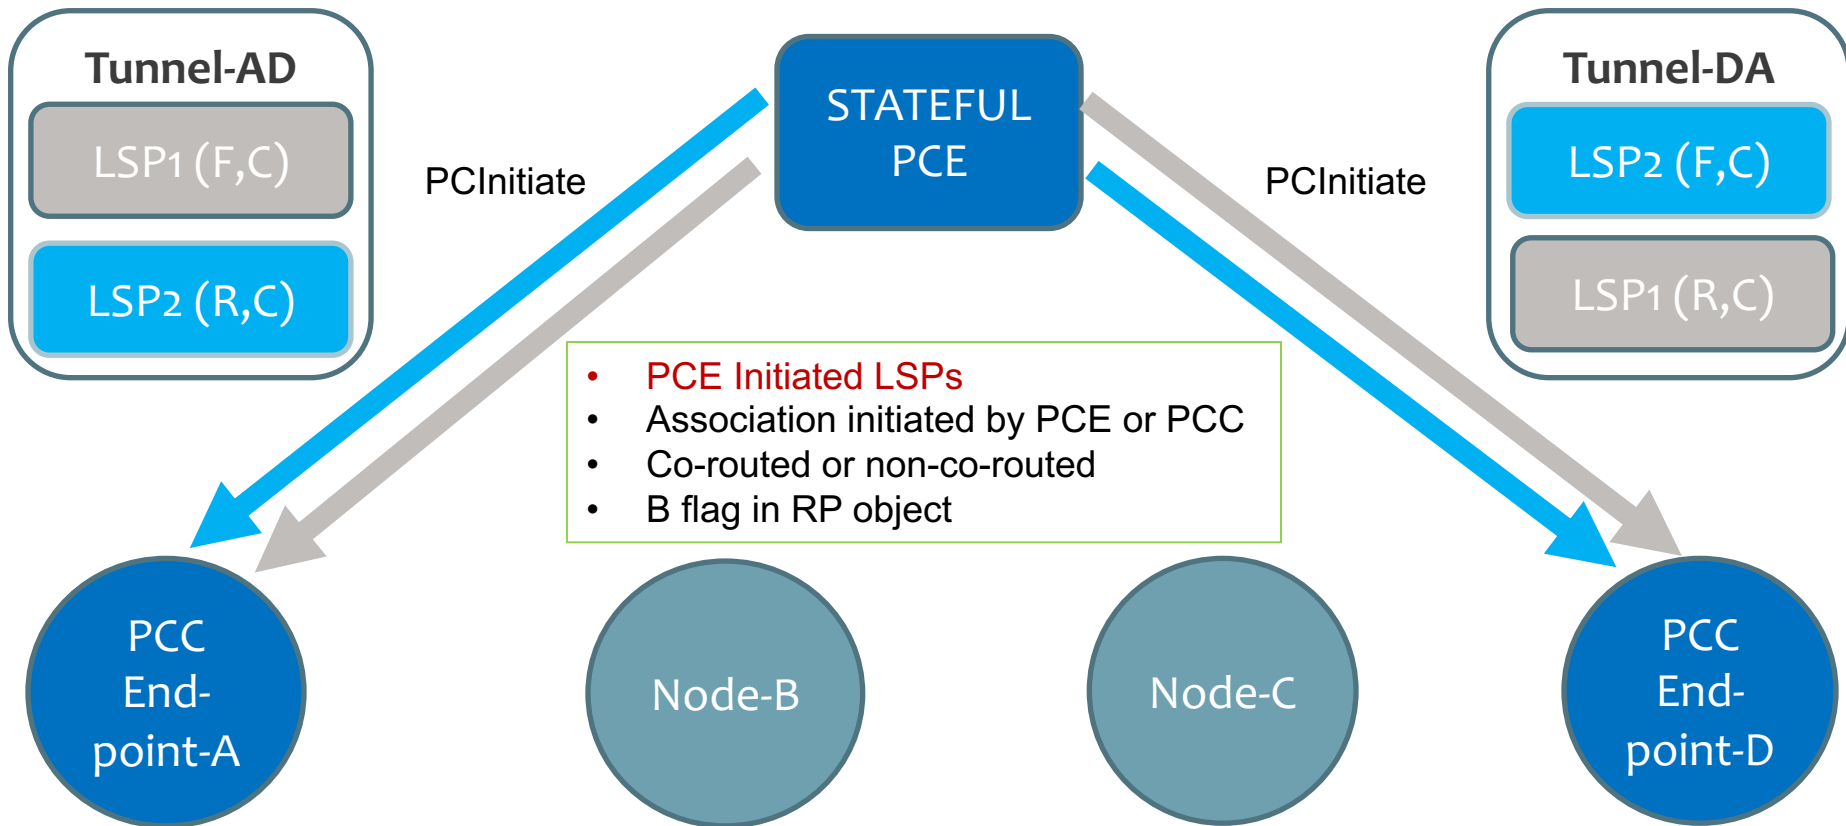 Tunnel-AD
LSP1 (F,C)
LSP2 (R,C)
PCInitiate
STATEFUL
PCE
PCInitiate
Tunnel-DA
LSP2 (F,C)
LSP1 (R,C)
• PCE Initiated LSPs
• Association initiated by PCE or PCC
• Co-routed or non-co-routed
• B flag in RP object
PCC
End-
point-A
Node-B
Node-C
PCC
End-
point-D